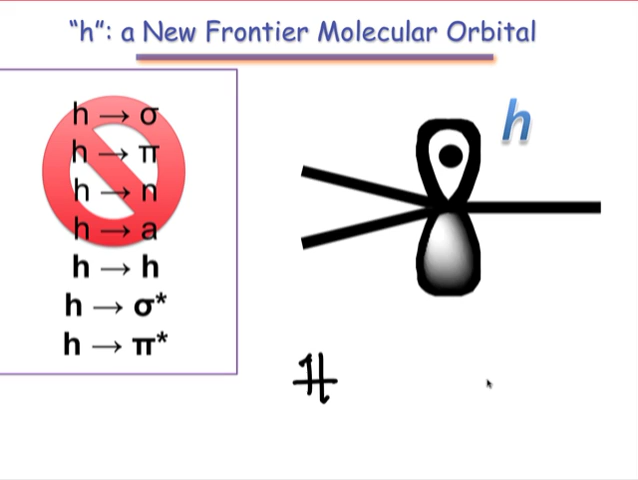 “h”: a New Frontier Molecular Orbital
h → σ
h → π
h → n
h → a
h → h
h → σ*
h → π*
h